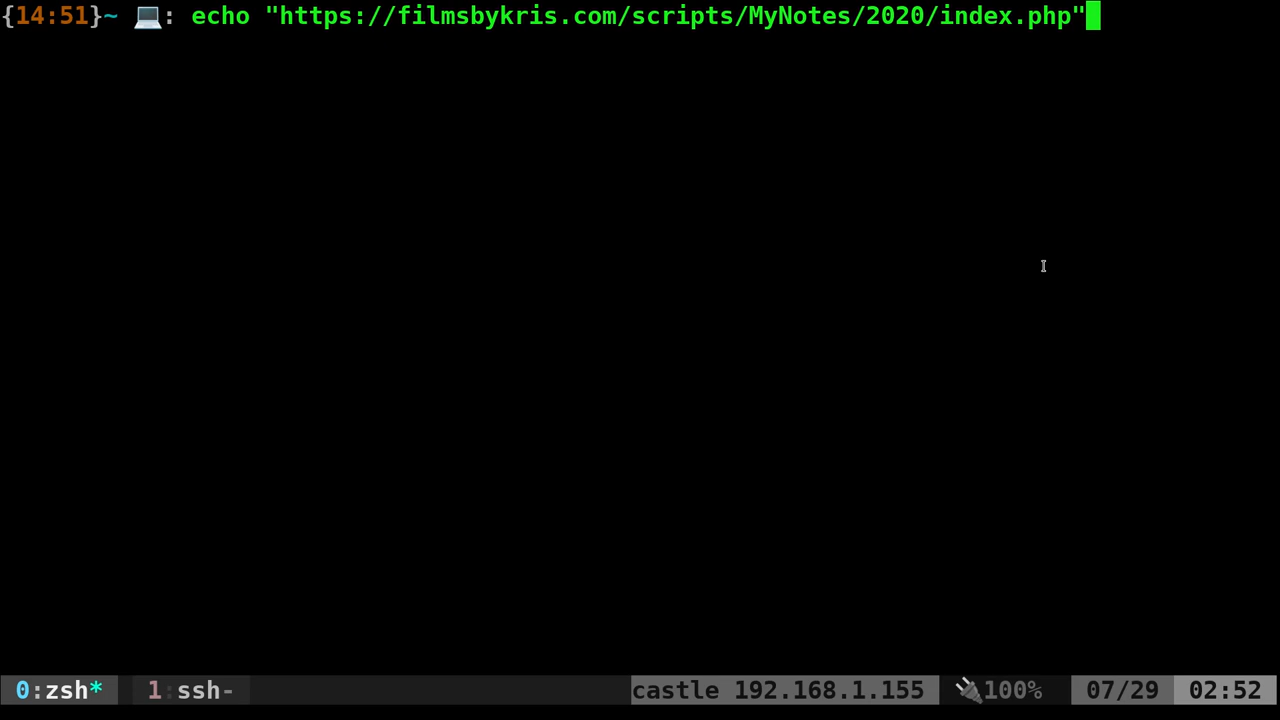 {14:51}~ 💻: echo "https://filmsbykris.com/scripts/MyNotes/2020/index.php"
0:zsh* 1:ssh- castle 192.168.1.155 🔌100% 07/29 02:52